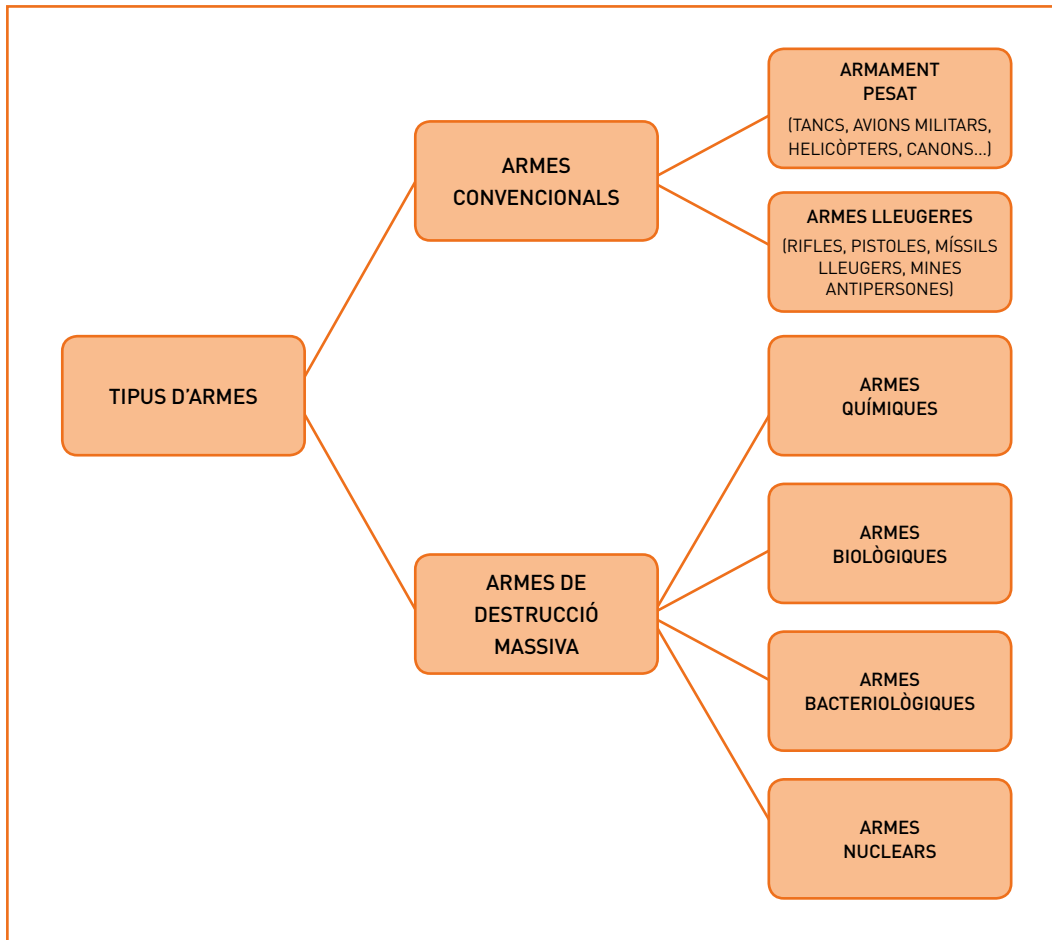 TIPUS D'ARMES
ARMES
CONVENCIONALS
ARMAMENT
PESAT
(TANCS, AVIONS MILITARS,
HELICÒPTERS, CANONS...)
ARMES LLEUGERES
(RIFLES, PISTOLES, MÍSSILS
LLEUGERS, MINES
ANTIPERSONES)
ARMES DE
DESTRUCCIÓ
MASSIVA
ARMES
QUÍMIQUES
ARMES
BIOLÒGIQUES
ARMES
BACTERIOLÒGIQUES
ARMES
NUCLEARS